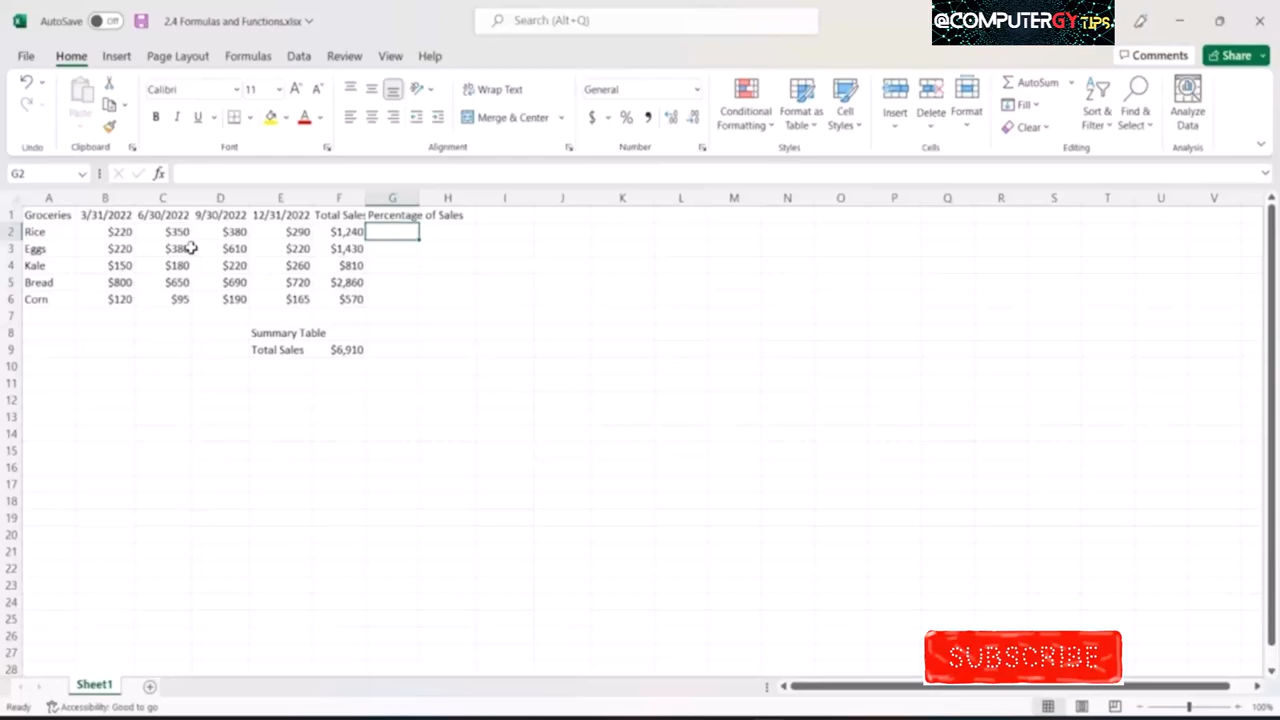 AutoSave Off 2.4 Formulas and Functions.xlsx Search (Alt+Q) @COMPUTERGYTIPS
File Home Insert Page Layout Formulas Data Review View Help Comments Share
Paste Calibri 11 Wrap Text General Conditional Formatting Format as Table Cell Styles Insert Delete Format AutoSum Sort & Filter Find & Select Analyze Data
B I U Merge & Center $ % Fill
Clear
Undo Clipboard Font Alignment Number Styles Cells Editing Analysis
G2 fx
A B C D E F G H I J K L M N O P Q R S T U V
1 Groceries 3/31/2022 6/30/2022 9/30/2022 12/31/2022 Total Sales Percentage of Sales
2 Rice $220 $350 $380 $290 $1,240
3 Eggs $220 $610 $220 $1,430
4 Kale $150 $180 $220 $260 $810
5 Bread $800 $650 $690 $720 $2,860
6 Corn $120 $95 $190 $165 $570
7
8 Summary Table
9 Total Sales $6,910
10
11
12
13
14
15
16
17
18
19
20
21
22
23
24
25
26
27
28
SUBSCRIBE
Sheet1
Ready Accessibility: Good to go 100%